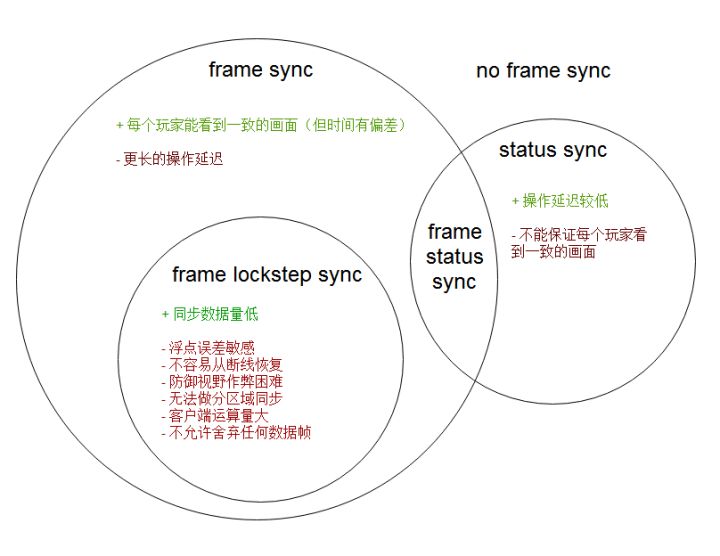 frame sync
no frame sync
+ 每个玩家能看到一致的画面（但时间有偏差）
- 更长的操作延迟
status sync
+ 操作延迟较低
- 不能保证每个玩家看
到一致的画面
frame
status
sync
frame lockstep sync
+ 同步数据量低
- 浮点误差敏感
- 不容易从断线恢复
- 防御视野作弊困难
- 无法做分区域同步
- 客户端运算量大
- 不允许舍弃任何数据帧